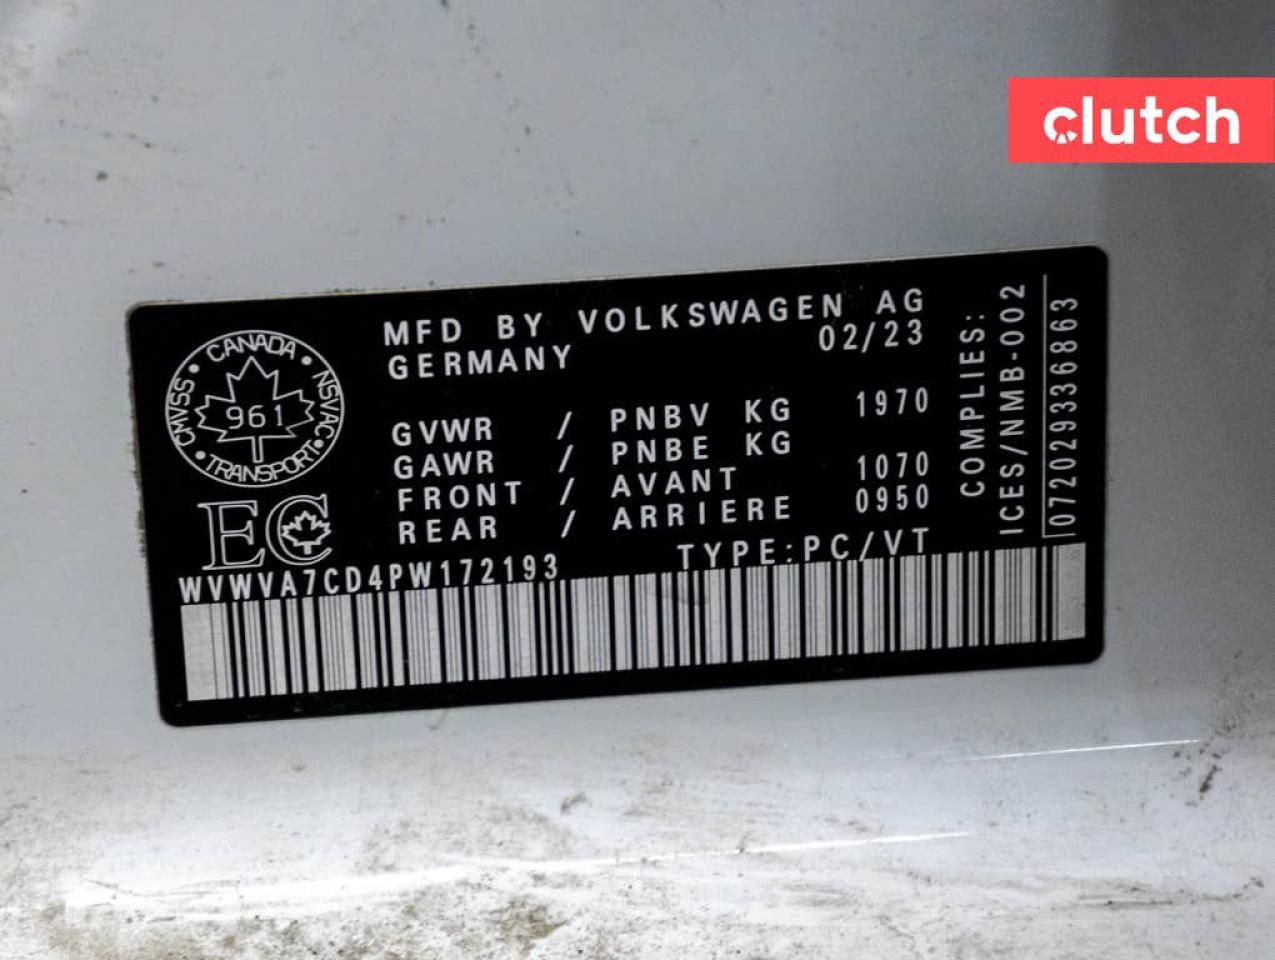 clutch
MFD BY VOLKSWAGEN AG
GERMANY 02/23
GVWR / PNBV KG 1970
GAWR / PNBE KG
FRONT / AVANT 1070
REAR / ARRIERE 0950
TYPE:PC/VT
WVWVA7CD4PW172193
CANADA
NSVAC
TRANSPORT
CMVSS
961
EC
COMPLIES:
ICES/NMB-002
072029336863